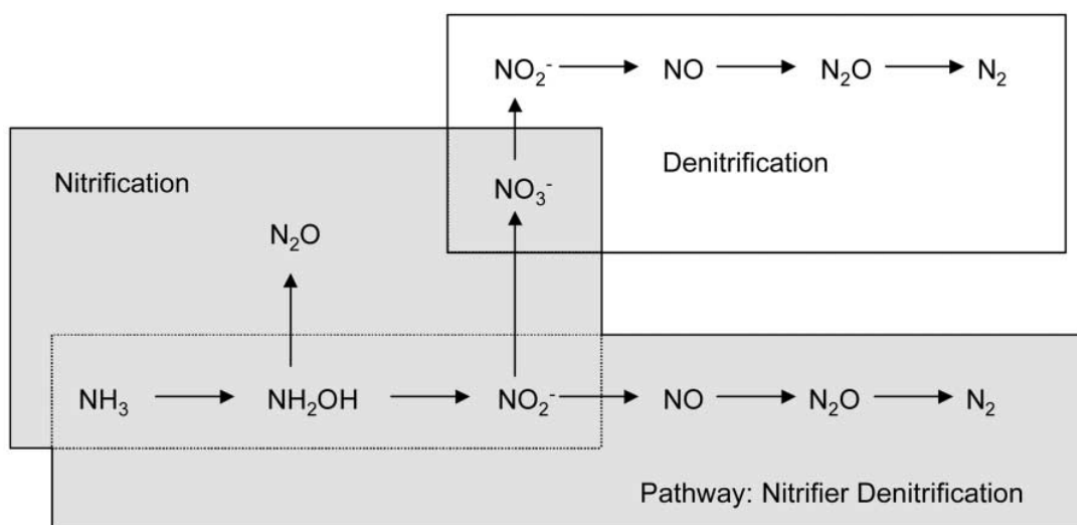 NO₂⁻ NO N₂O N₂
Nitrification
Denitrification
NO₃⁻
N₂O
NH₃ NH₂OH NO₂⁻ NO N₂O N₂
Pathway: Nitrifier Denitrification